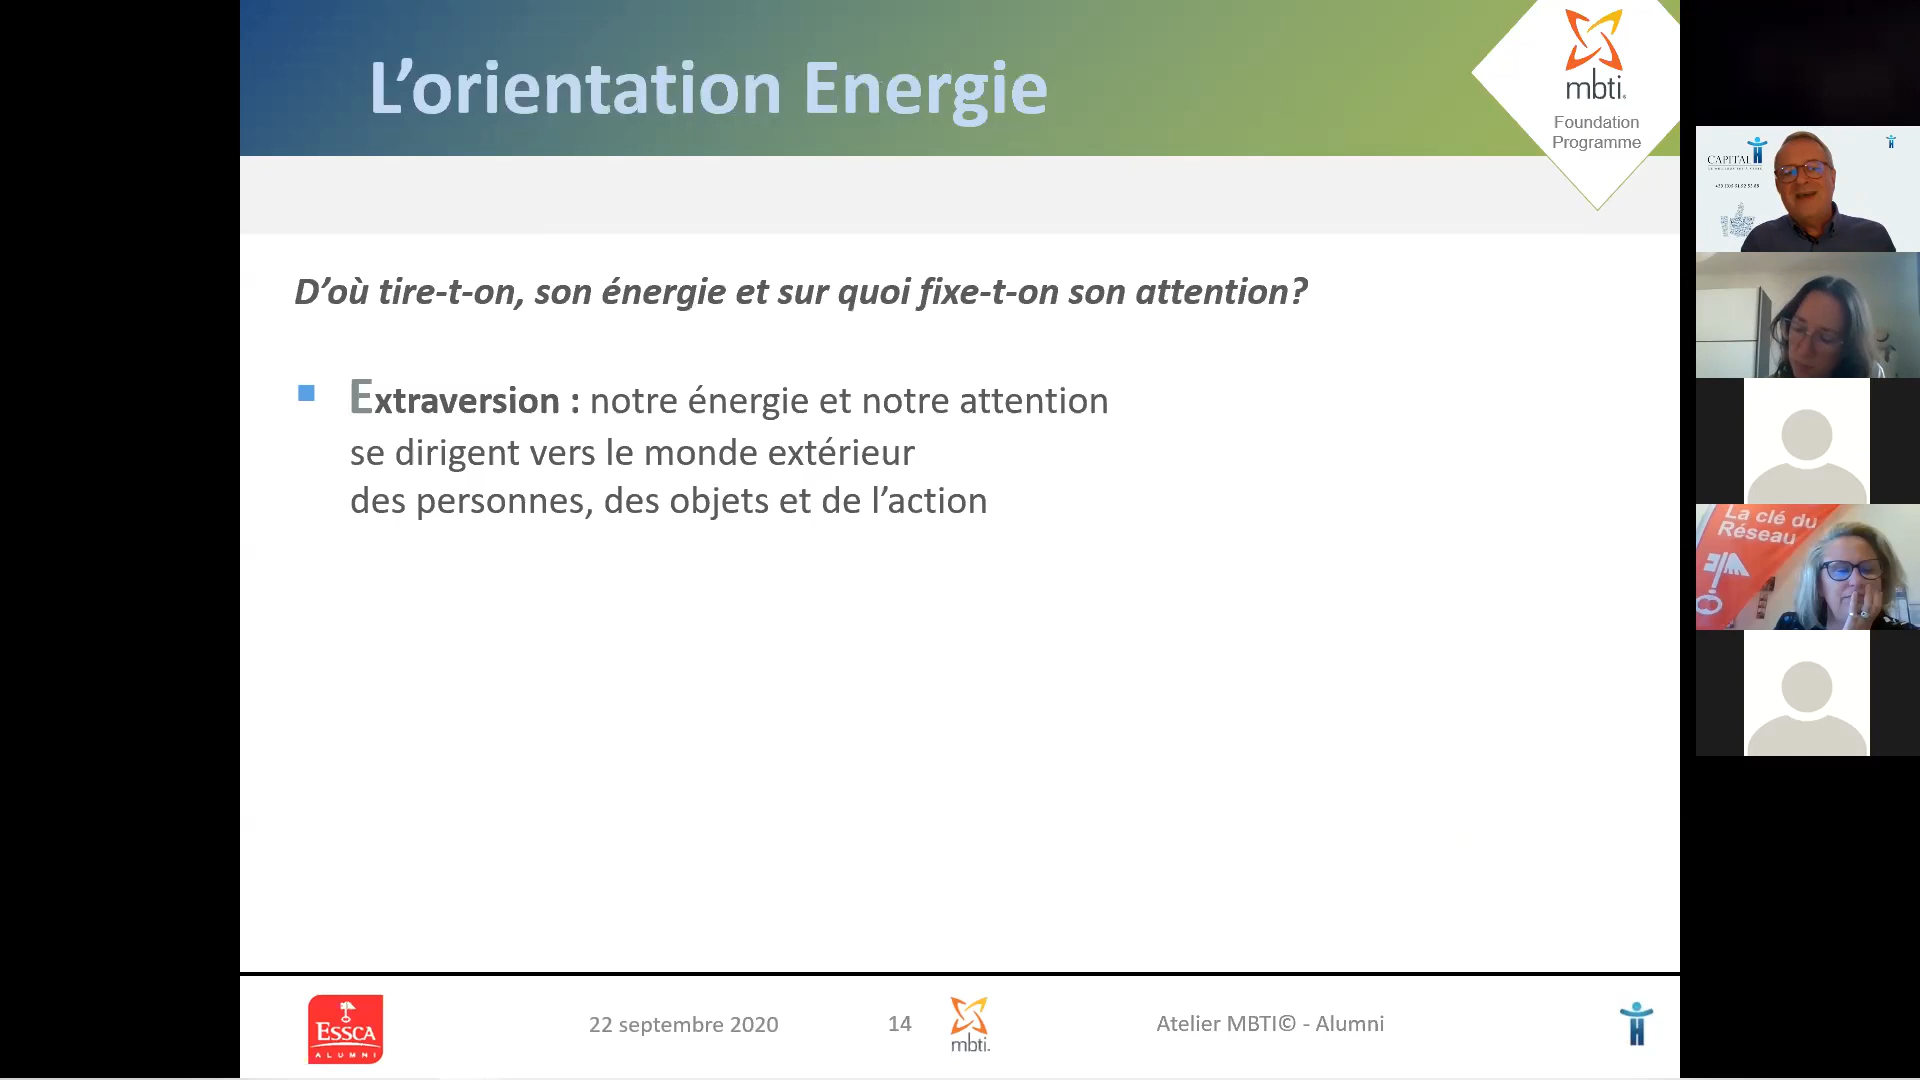 L’orientation Energie
mbti.
Foundation
Programme
D’où tire-t-on, son énergie et sur quoi fixe-t-on son attention?
Extraversion : notre énergie et notre attention
se dirigent vers le monde extérieur
des personnes, des objets et de l’action
CAPITAL H
La clé du
Réseau
ESSCA
ALUMNI
22 septembre 2020
14
mbti.
Atelier MBTI© - Alumni
H